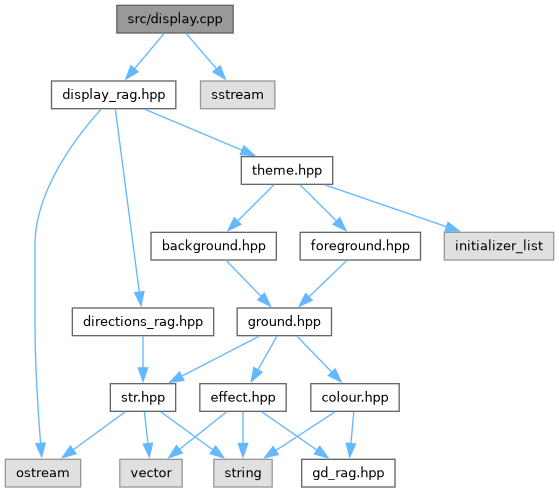 src/display.cpp
display_rag.hpp
sstream
theme.hpp
background.hpp
foreground.hpp
initializer_list
directions_rag.hpp
ground.hpp
str.hpp
effect.hpp
colour.hpp
ostream
vector
string
gd_rag.hpp